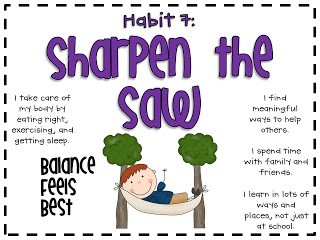 Habit 7:
Sharpen the
Saw
I take care of
my body by
eating right,
exercising, and
getting sleep.
Balance
Feels
Best
I find
meaningful
ways to help
others.
I spend time
with family and
friends.
I learn in lots of
ways and
places, not just
at school.